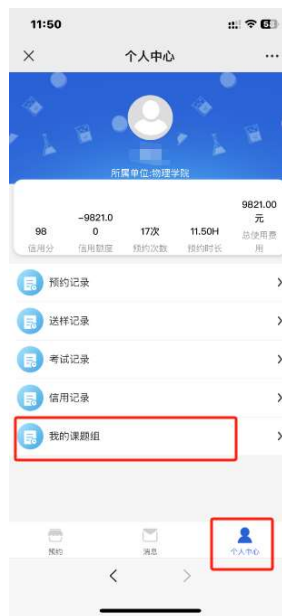 11:50
个人中心
所属单位:物理学院
98
信用分
-9821.0
0
信用额度
17次
预约次数
11.50H
预约时长
9821.00
元
总使用费
用
预约记录
送样记录
考试记录
信用记录
我的课题组
预约
消息
个人中心